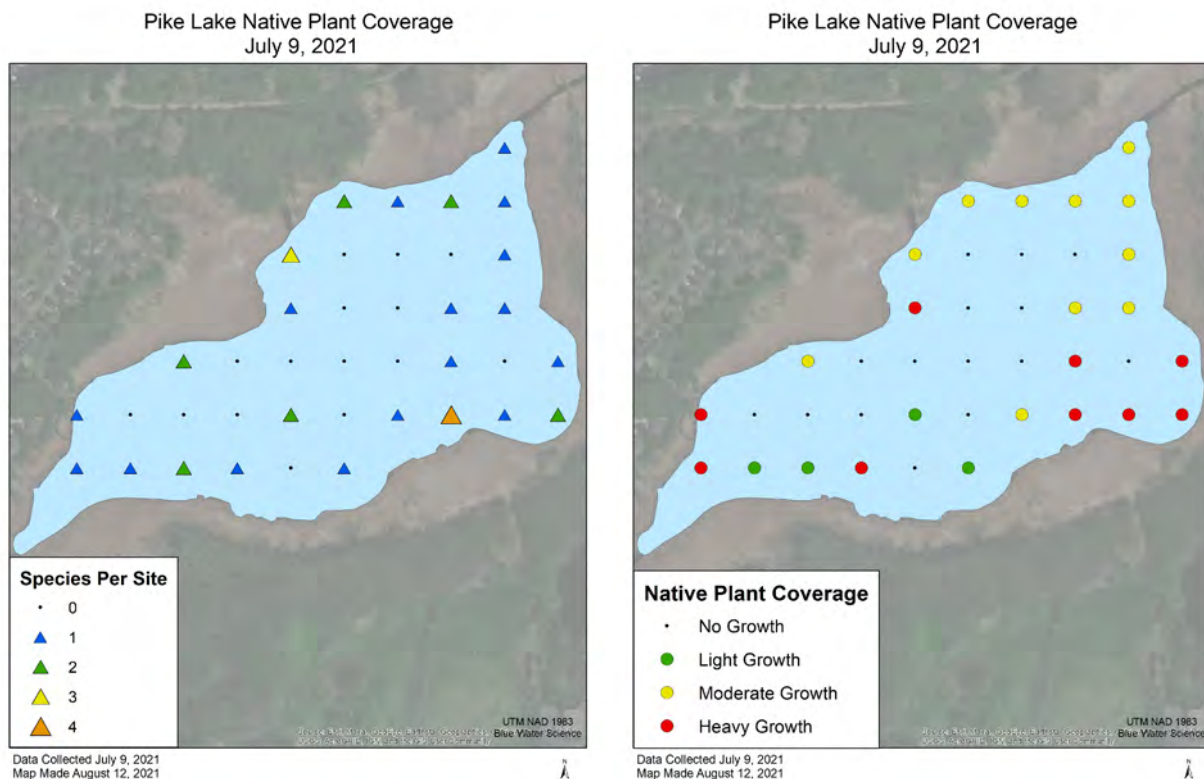 Pike Lake Native Plant Coverage
July 9, 2021
Species Per Site
0
1
2
3
4
UTM NAD 1983
Blue Water Science
Data Collected July 9, 2021
Map Made August 12, 2021
N
Pike Lake Native Plant Coverage
July 9, 2021
Native Plant Coverage
No Growth
Light Growth
Moderate Growth
Heavy Growth
UTM NAD 1983
Blue Water Science
Data Collected July 9, 2021
Map Made August 12, 2021
N